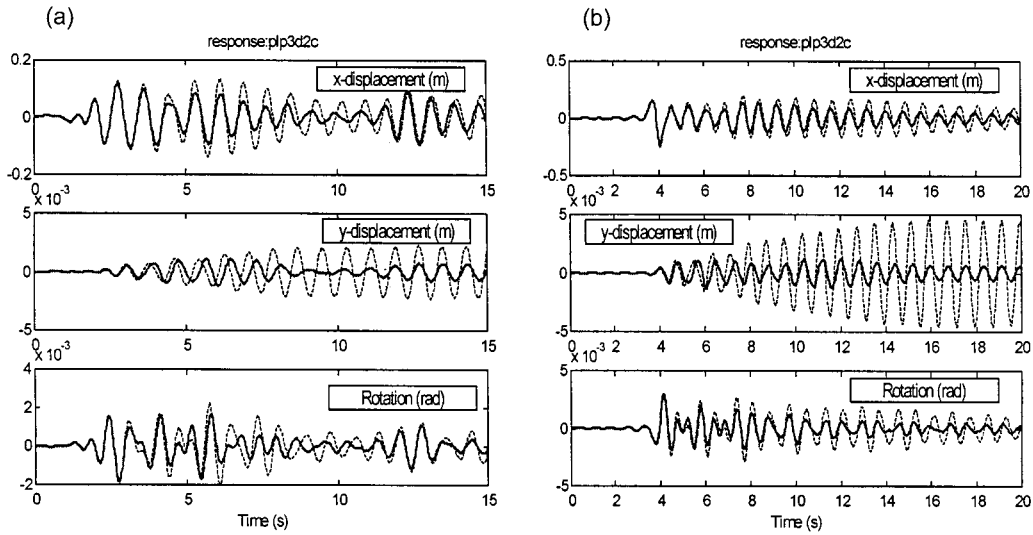 (a)
response:plp3d2c
0.2
x-displacement (m)
0
-0.2
0 5 10 15
x 10⁻³
5
y-displacement (m)
0
-5
0 5 10 15
x 10⁻³
4
Rotation (rad)
2
0
-2
0 5 10 15
Time (s)
(b)
response:plp3d2c
0.5
x-displacement (m)
0
-0.5
0 2 4 6 8 10 12 14 16 18 20
x 10⁻³
5
y-displacement (m)
0
-5
0 2 4 6 8 10 12 14 16 18 20
x 10⁻³
5
Rotation (rad)
0
-5
0 2 4 6 8 10 12 14 16 18 20
Time (s)